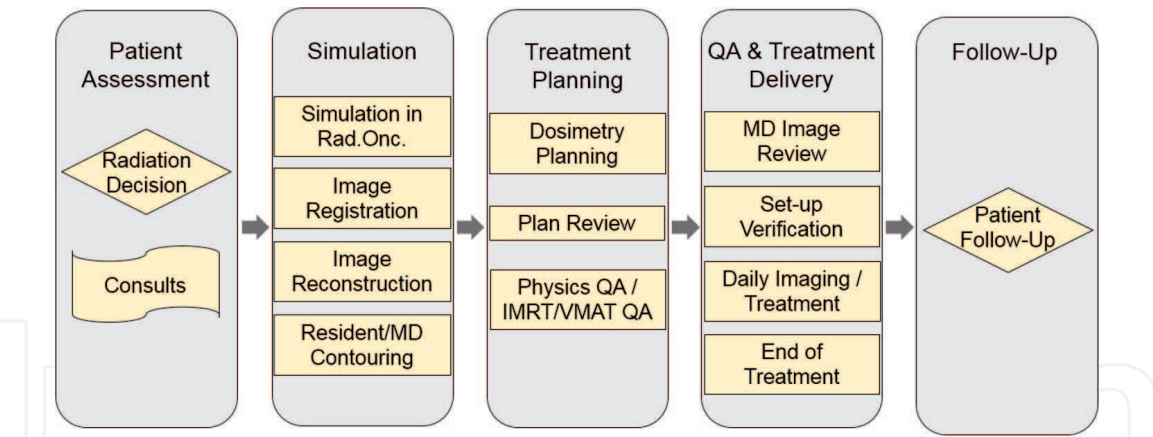 Patient
Assessment
Radiation
Decision
Consults
Simulation
Simulation in
Rad.Onc.
Image
Registration
Image
Reconstruction
Resident/MD
Contouring
Treatment
Planning
Dosimetry
Planning
Plan Review
Physics QA /
IMRT/VMAT QA
QA & Treatment
Delivery
MD Image
Review
Set-up
Verification
Daily Imaging /
Treatment
End of
Treatment
Follow-Up
Patient
Follow-Up